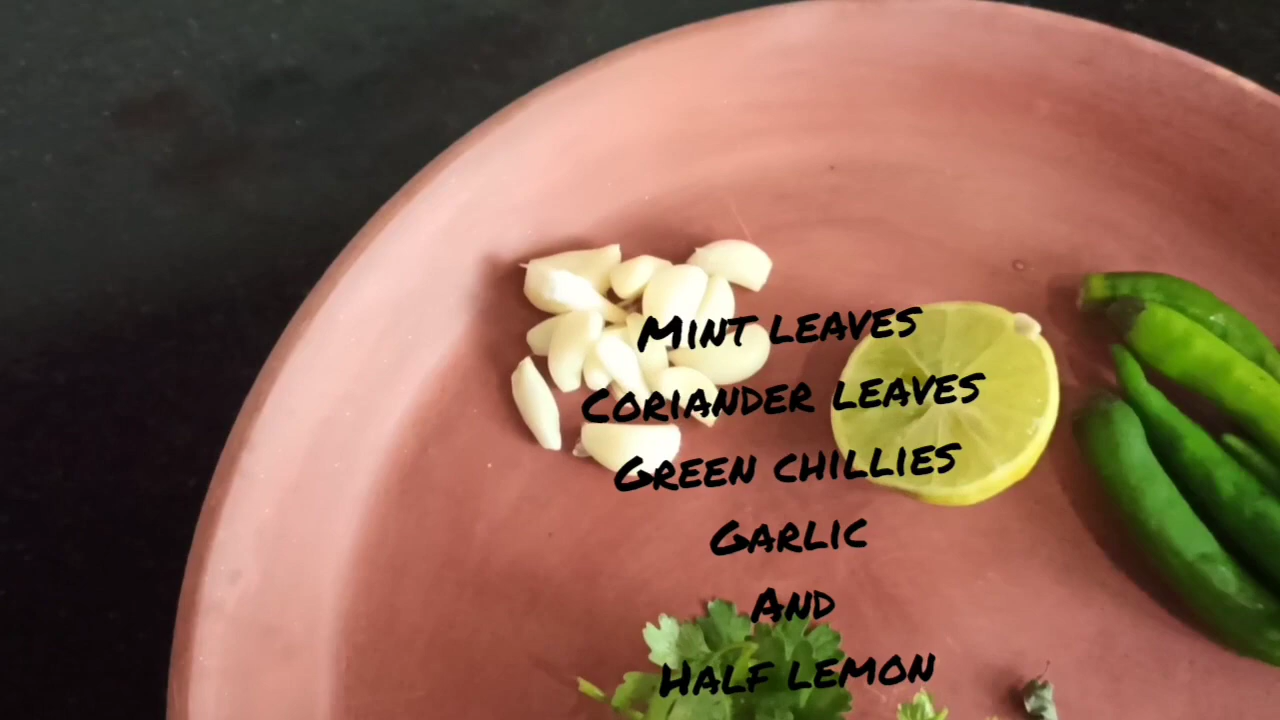 Mint leaves
Coriander leaves
Green chillies
Garlic
And
Half lemon